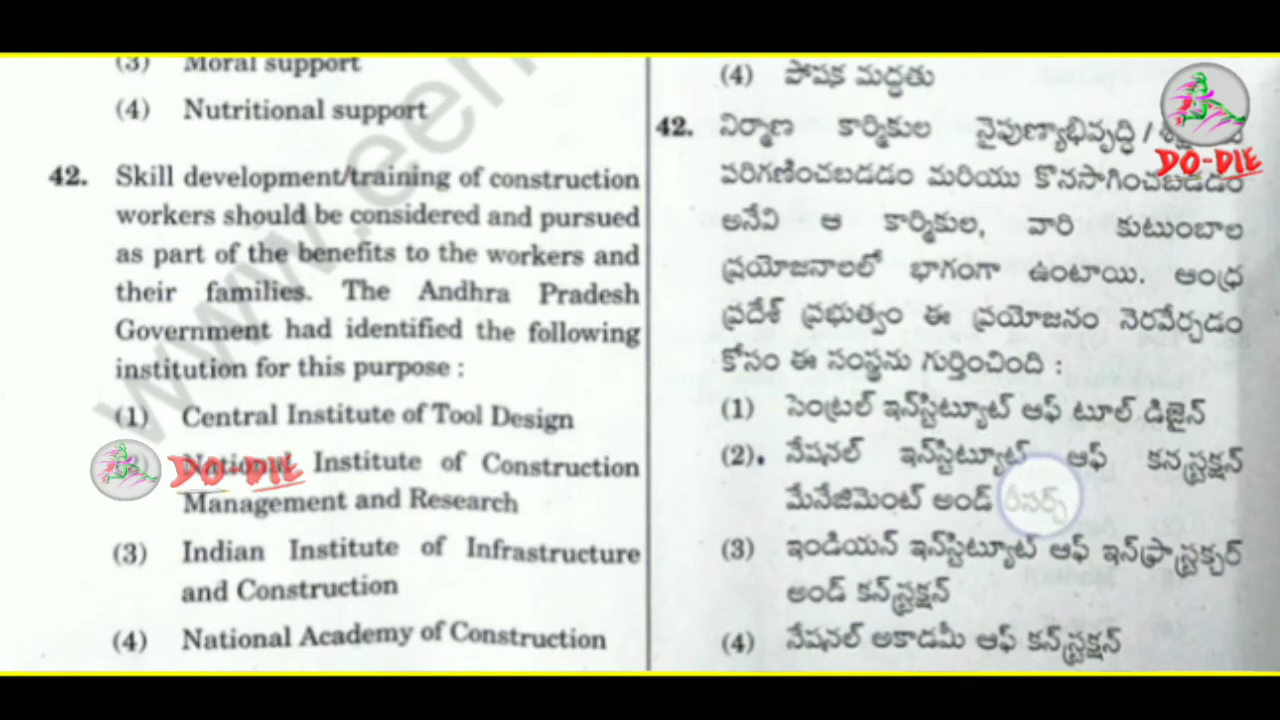 (3) Moral support
(4) Nutritional support
42. Skill development/training of construction
workers should be considered and pursued
as part of the benefits to the workers and
their families. The Andhra Pradesh
Government had identified the following
institution for this purpose :
(1) Central Institute of Tool Design
DO-DIE
National Institute of Construction
Management and Research
(3) Indian Institute of Infrastructure
and Construction
(4) National Academy of Construction
(4) పోషక మద్దతు
DO-DIE
42. నిర్మాణ కార్మికుల నైపుణ్యాభివృద్ధి /
పరిగణించబడడం మరియు కొనసాగించబడడం
అనేవి ఆ కార్మికుల, వారి కుటుంబాల
ప్రయోజనాలలో భాగంగా ఉంటాయి. ఆంధ్ర
ప్రదేశ్ ప్రభుత్వం ఈ ప్రయోజనం నెరవేర్చడం
కోసం ఈ సంస్థను గుర్తించింది :
(1) సెంట్రల్ ఇన్‌స్టిట్యూట్ ఆఫ్ టూల్ డిజైన్
(2). నేషనల్ ఇన్‌స్టిట్యూట్ ఆఫ్ కనస్ట్రక్షన్
మేనేజిమెంట్ అండ్ రీసర్చ్
(3) ఇండియన్ ఇన్‌స్టిట్యూట్ ఆఫ్ ఇన్‌ఫ్రాస్ట్రక్చర్
అండ్ కన్‌స్ట్రక్షన్
(4) నేషనల్ అకాడమీ ఆఫ్ కన్‌స్ట్రక్షన్